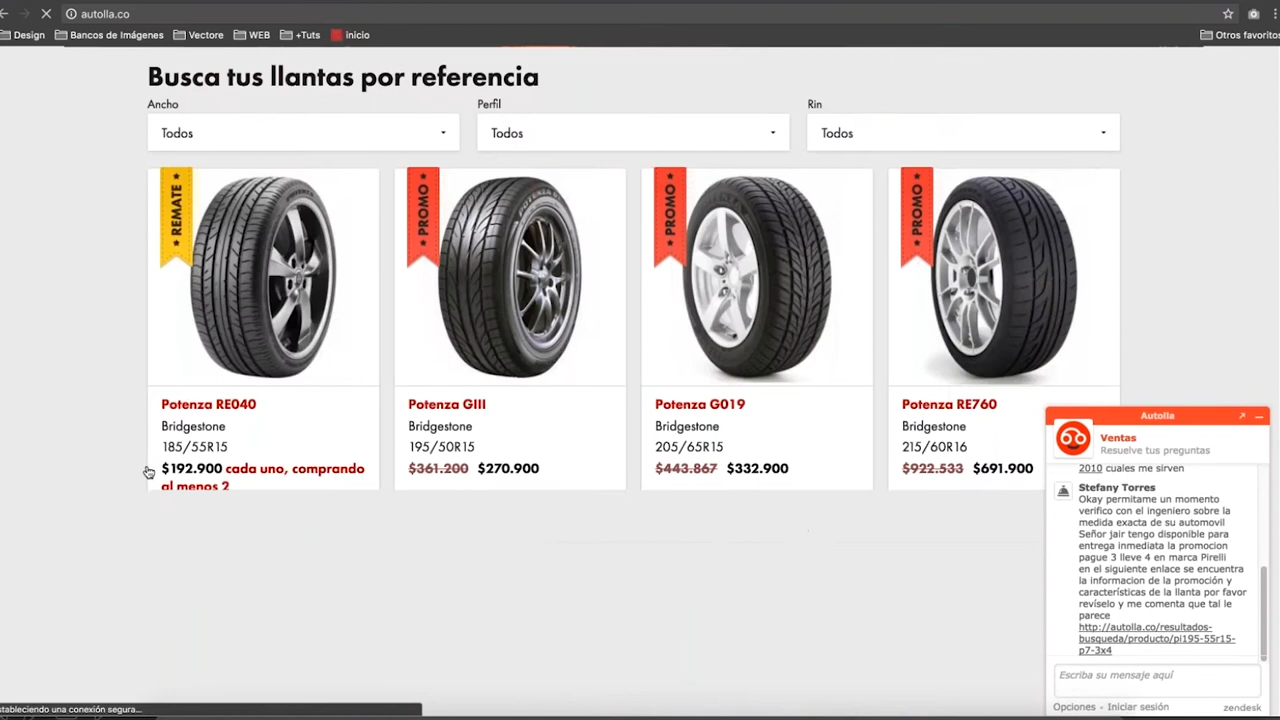 autolla.co
Design
Bancos de Imágenes
Vectore
WEB
+Tuts
inicio
Otros favoritos
Busca tus llantas por referencia
Ancho
Perfil
Rin
Todos
Todos
Todos
REMATE
PROMO
PROMO
PROMO
Potenza RE040
Bridgestone
185/55R15
$192.900 cada uno, comprando
al menos 2
Potenza GIII
Bridgestone
195/50R15
$361.200 $270.900
Potenza G019
Bridgestone
205/65R15
$443.867 $332.900
Potenza RE760
Bridgestone
215/60R16
$922.533 $691.900
Autolla
Ventas
Resuelve tus preguntas
2010 cuales me sirven
Stefany Torres
Okay permitame un momento
verifico con el ingeniero sobre la
medida exacta de su automovil
Señor jair tengo disponible para
entrega inmediata la promocion
pague 3 lleve 4 en marca Pirelli
en el siguiente enlace se encuentra
la informacion de la promoción y
características de la llanta por favor
revíselo y me comenta que tal le
parece
http://autolla.co/resultados-
busqueda/producto/pi195-55r15-
p7-3x4
Escriba su mensaje aquí
Opciones • Iniciar sesión
zendesk
stableciendo una conexión segura...